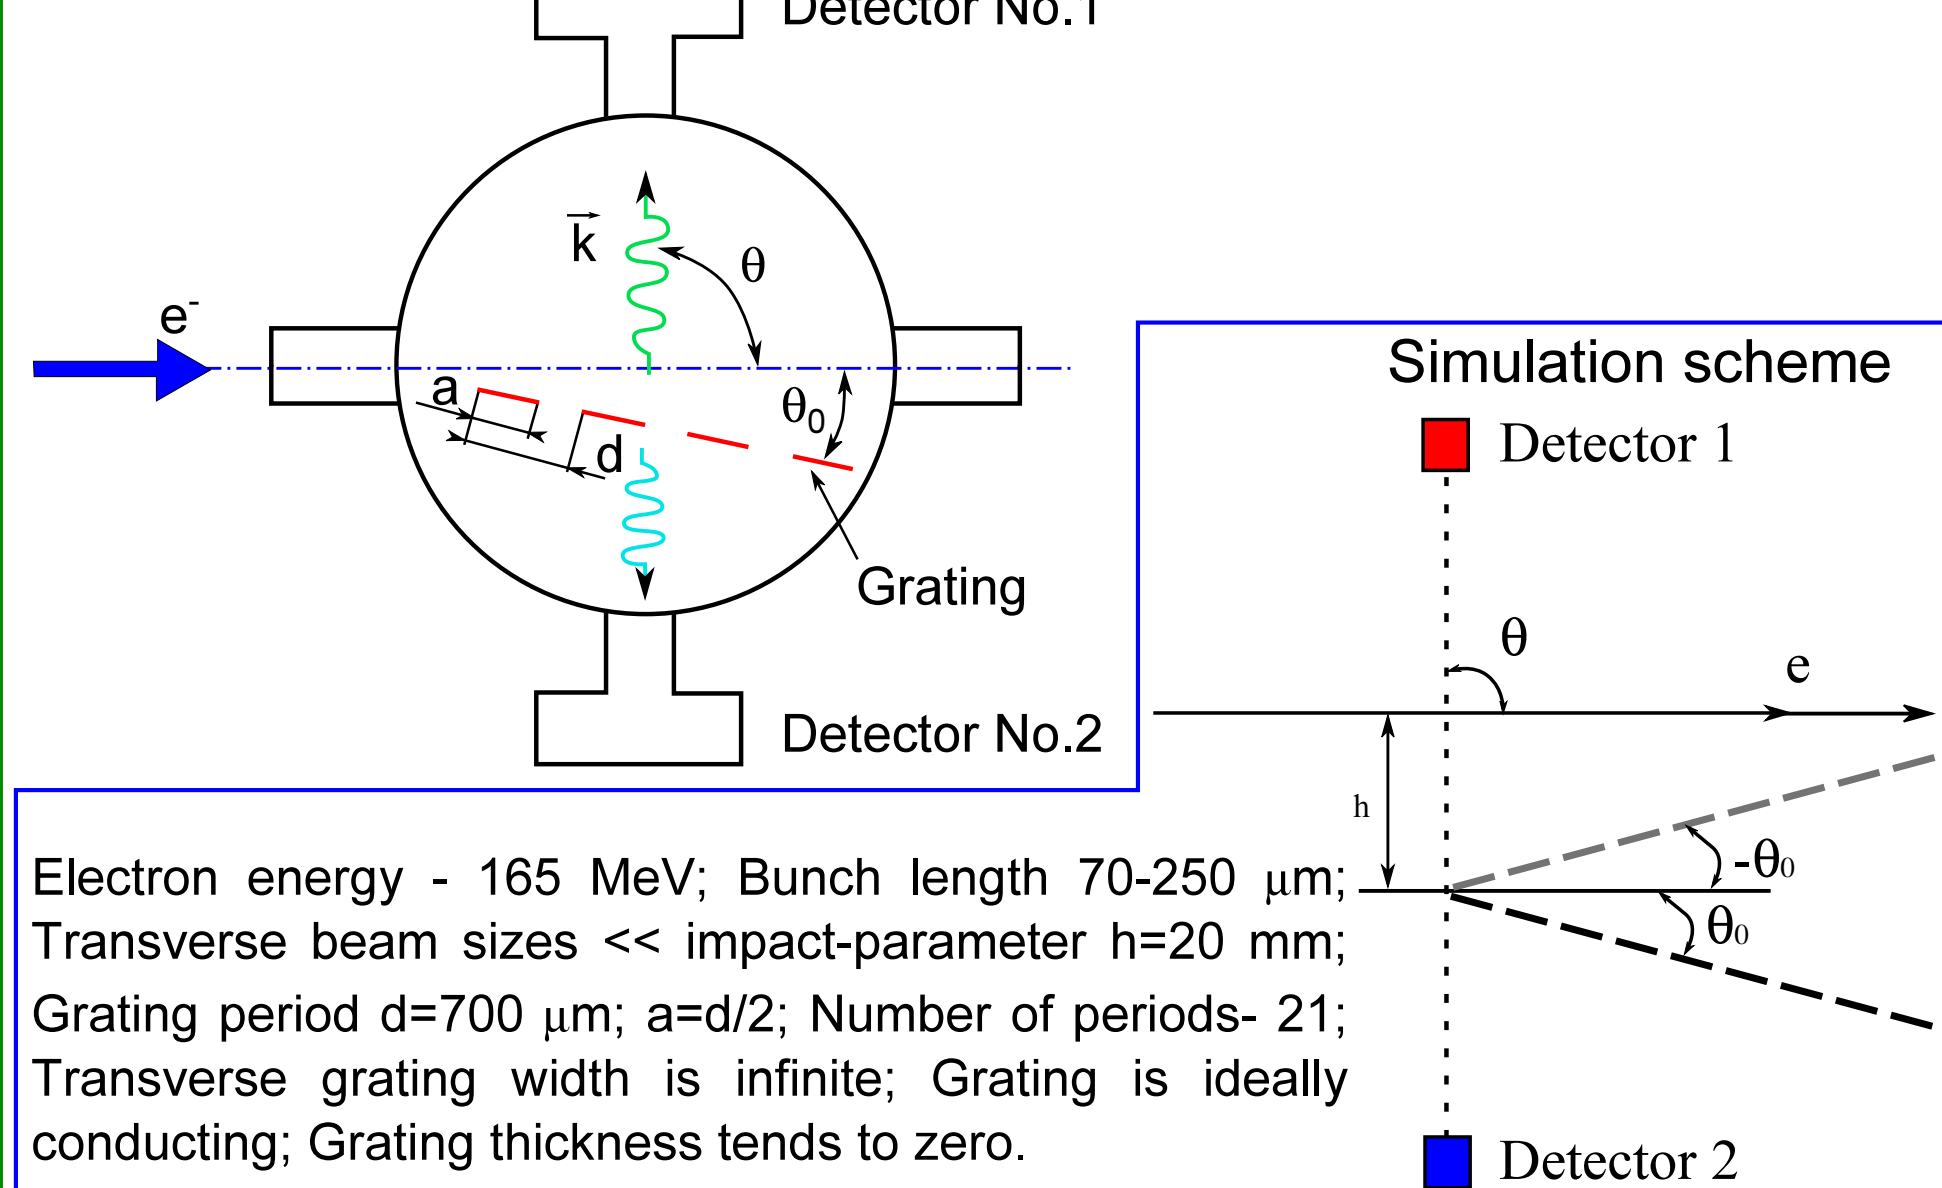 Detector No.1
k
θ
e-
a
θ0
d
Grating
Detector No.2
Simulation scheme
Detector 1
θ
e
h
-θ0
θ0
Detector 2
Electron energy - 165 MeV; Bunch length 70-250 μm;
Transverse beam sizes << impact-parameter h=20 mm;
Grating period d=700 μm; a=d/2; Number of periods- 21;
Transverse grating width is infinite; Grating is ideally
conducting; Grating thickness tends to zero.